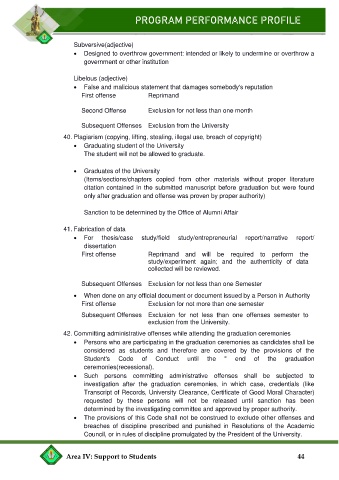 PROGRAM PERFORMANCE PROFILE
Subversive(adjective)
• Designed to overthrow government: intended or likely to undermine or overthrow a
government or other institution
Libelous (adjective)
• False and malicious statement that damages somebody's reputation
First offense Reprimand
Second Offense Exclusion for not less than one month
Subsequent Offenses Exclusion from the University
40. Plagiarism (copying, lifting, stealing, illegal use, breach of copyright)
• Graduating student of the University
The student will not be allowed to graduate.
• Graduates of the University
(Items/sections/chapters copied from other materials without proper literature
citation contained in the submitted manuscript before graduation but were found
only after graduation and offense was proven by proper authority)
Sanction to be determined by the Office of Alumni Affair
41. Fabrication of data
• For thesis/case study/field study/entrepreneurial report/narrative report/
dissertation
First offense Reprimand and will be required to perform the
study/experiment again; and the authenticity of data
collected will be reviewed.
Subsequent Offenses Exclusion for not less than one Semester
• When done on any official document or document issued by a Person in Authority
First offense Exclusion for not more than one semester
Subsequent Offenses Exclusion for not less than one offenses semester to
exclusion from the University.
42. Committing administrative offenses while attending the graduation ceremonies
• Persons who are participating in the graduation ceremonies as candidates shall be
considered as students and therefore are covered by the provisions of the
Student's Code of Conduct until the " end of the graduation
ceremonies(recessional).
• Such persons committing administrative offenses shall be subjected to
investigation after the graduation ceremonies, in which case, credentials (like
Transcript of Records, University Clearance, Certificate of Good Moral Character)
requested by these persons will not be released until sanction has been
determined by the investigating committee and approved by proper authority.
• The provisions of this Code shall not be construed to exclude other offenses and
breaches of discipline prescribed and punished in Resolutions of the Academic
Council, or in rules of discipline promulgated by the President of the University.
Area IV: Support to Students 44